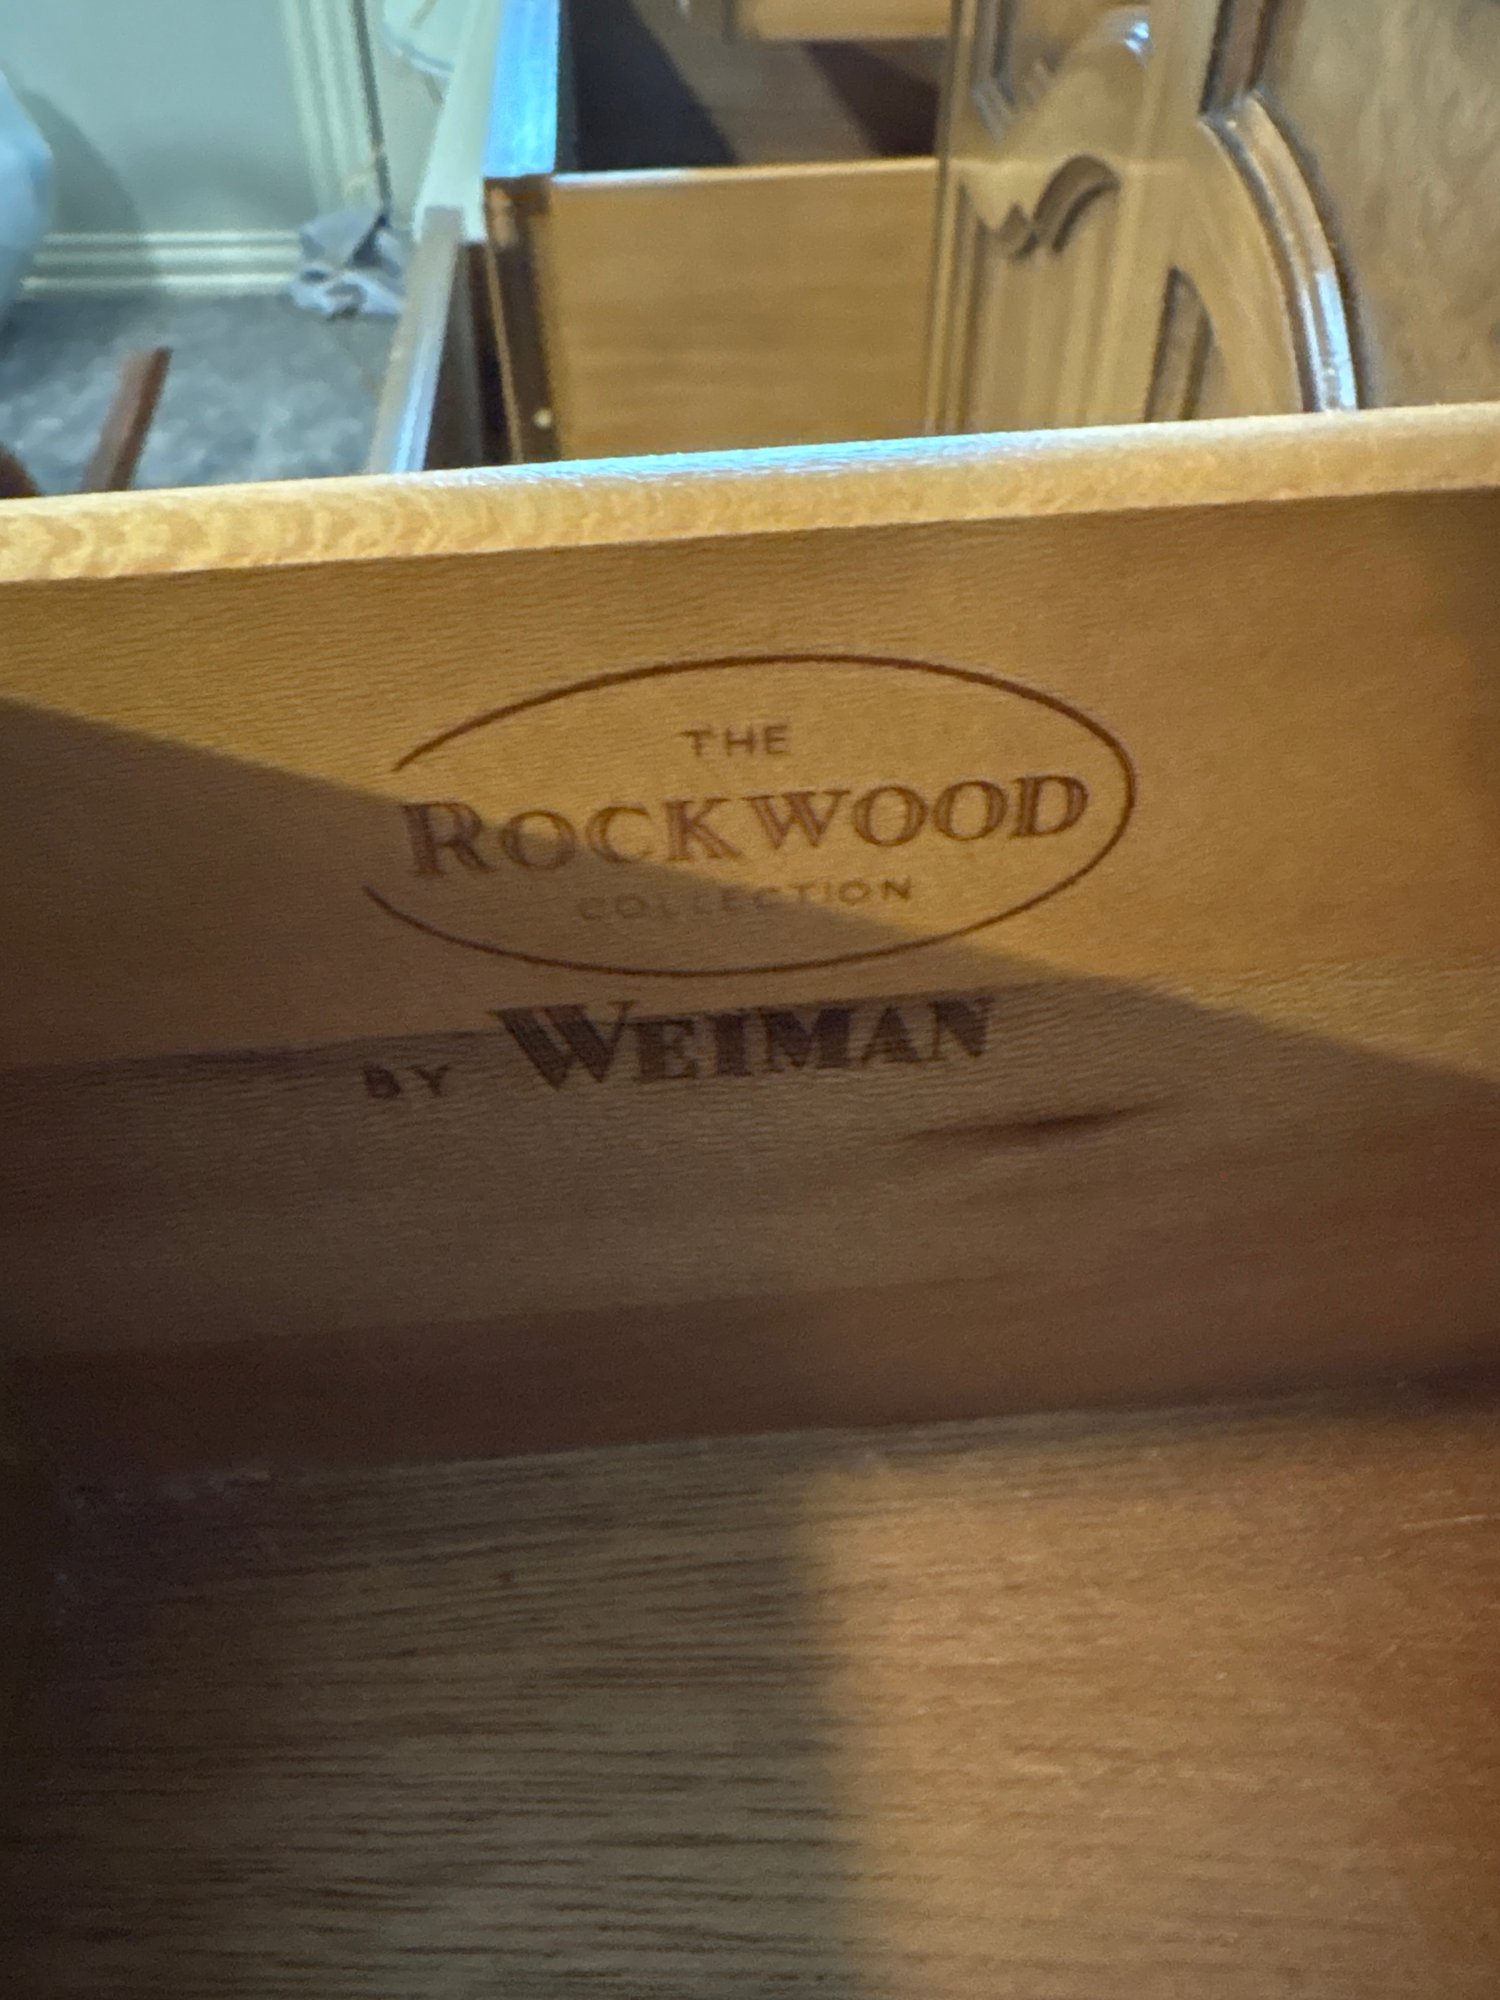 THE
ROCKWOOD
COLLECTION
BY WEIMAN